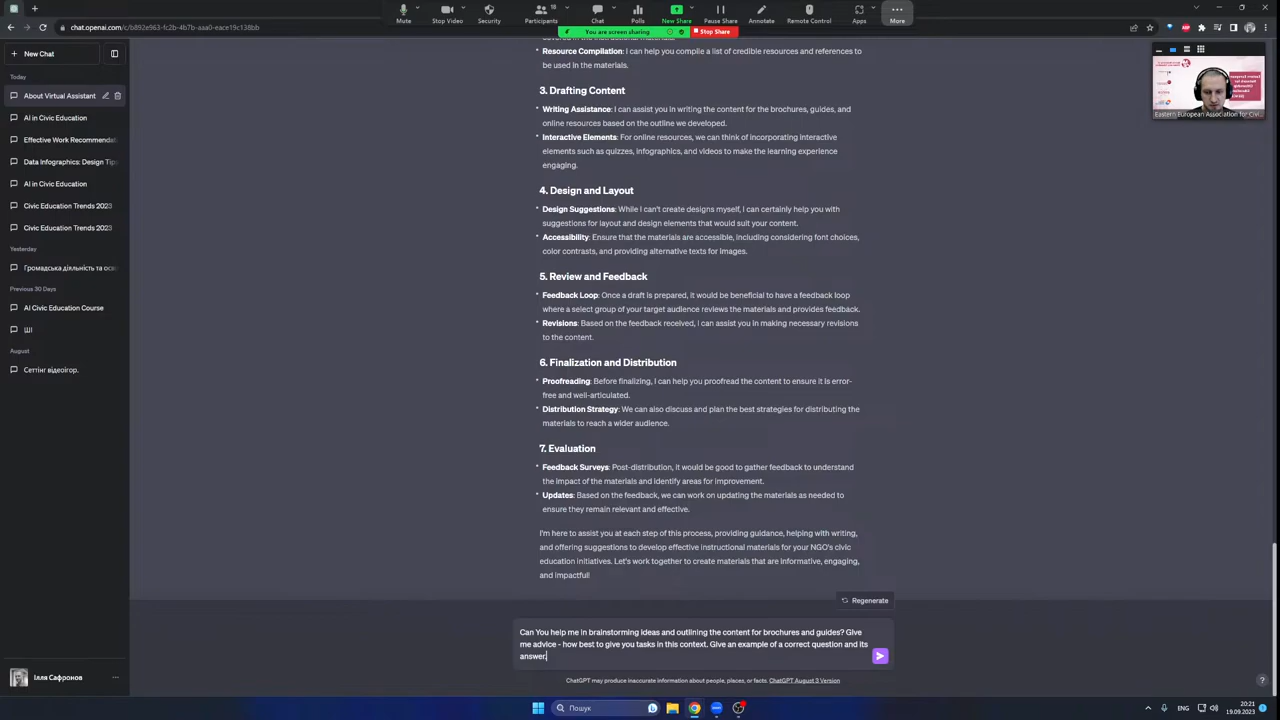 Mute
Stop Video
Security
Participants
Chat
Polls
New Share
Pause Share
Annotate
Remote Control
Apps
More
You are screen sharing
Stop Share
chat.openai.com/c/b892e963-fc2b-4b7b-aaa0-eace19c138bb
New Chat
Today
About Virtual Assistant
AI in Civic Education
Creative Work Recommendat
Data Infographics: Design Tips
AI in Civic Education
Civic Education Trends 2023
Civic Education Trends 2023
Yesterday
Громадська діяльність та осв
Previous 30 Days
AI Civic Education Course
ШІ
August
Сеттінг відеоігор.
Ілля Сафронов
Resource Compilation: I can help you compile a list of credible resources and references to
be used in the materials.
3. Drafting Content
Writing Assistance: I can assist you in writing the content for the brochures, guides, and
online resources based on the outline we developed.
Interactive Elements: For online resources, we can think of incorporating interactive
elements such as quizzes, infographics, and videos to make the learning experience
engaging.
4. Design and Layout
Design Suggestions: While I can't create designs myself, I can certainly help you with
suggestions for layout and design elements that would suit your content.
Accessibility: Ensure that the materials are accessible, including considering font choices,
color contrasts, and providing alternative texts for images.
5. Review and Feedback
Feedback Loop: Once a draft is prepared, it would be beneficial to have a feedback loop
where a select group of your target audience reviews the materials and provides feedback.
Revisions: Based on the feedback received, I can assist you in making necessary revisions
to the content.
6. Finalization and Distribution
Proofreading: Before finalizing, I can help you proofread the content to ensure it is error-
free and well-articulated.
Distribution Strategy: We can also discuss and plan the best strategies for distributing the
materials to reach a wider audience.
7. Evaluation
Feedback Surveys: Post-distribution, it would be good to gather feedback to understand
the impact of the materials and identify areas for improvement.
Updates: Based on the feedback, we can work on updating the materials as needed to
ensure they remain relevant and effective.
I'm here to assist you at each step of this process, providing guidance, helping with writing,
and offering suggestions to develop effective instructional materials for your NGO's civic
education initiatives. Let's work together to create materials that are informative, engaging,
and impactful!
Regenerate
Can You help me in brainstorming ideas and outlining the content for brochures and guides? Give
me advice - how best to give you tasks in this context. Give an example of a correct question and its
answer.
ChatGPT may produce inaccurate information about people, places, or facts. ChatGPT August 3 Version
?
Eastern European Association for Civi...
Пошук
ENG
20:21
19.09.2023